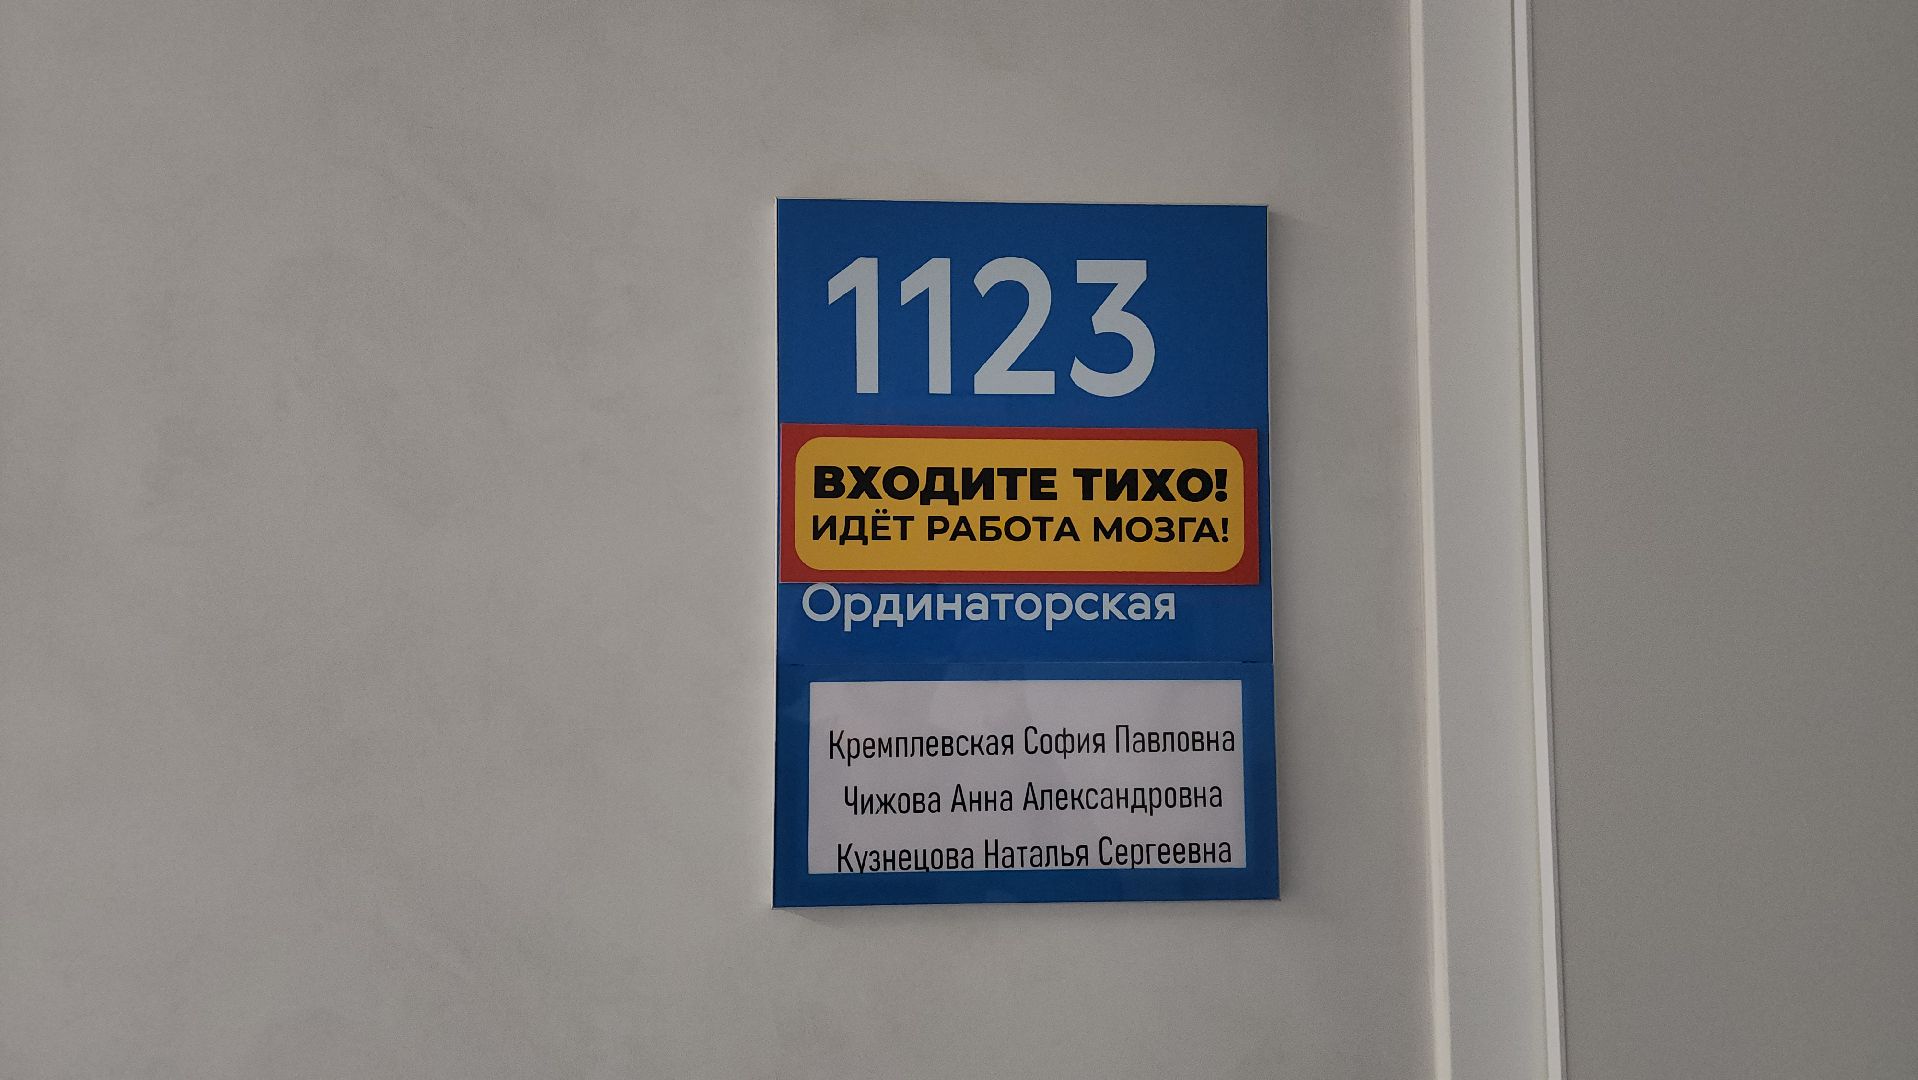 1123
ВХОДИТЕ ТИХО!
ИДЁТ РАБОТА МОЗГА!
Ординаторская
Кремплевская София Павловна
Чижова Анна Александровна
Кузнецова Наталья Сергеевна